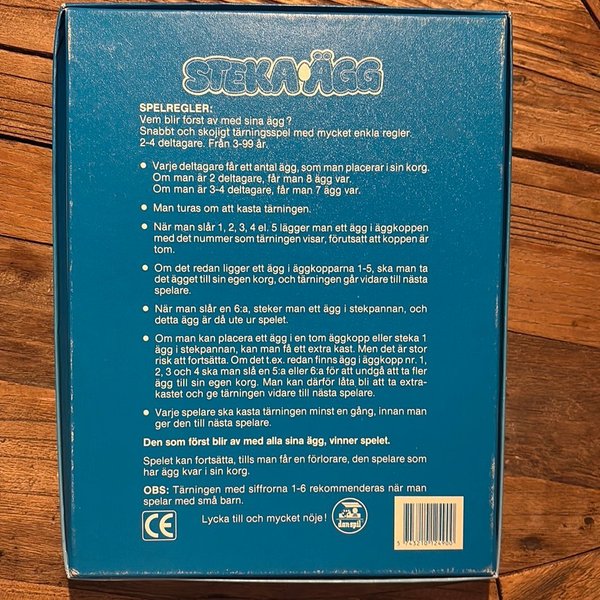 STEKA ÄGG
SPELREGLER:
Vem blir först av med sina ägg?
Snabbt och skojigt tärningsspel med mycket enkla regler.
2-4 deltagare. Från 3-99 år.
• Varje deltagare får ett antal ägg, som man placerar i sin korg.
Om man är 2 deltagare, får man 8 ägg var.
Om man är 3-4 deltagare, får man 7 ägg var.
• Man turas om att kasta tärningen.
• När man slår 1, 2, 3, 4 el. 5 lägger man ett ägg i äggkoppen
med det nummer som tärningen visar, förutsatt att koppen är
tom.
• Om det redan ligger ett ägg i äggkopparna 1-5, ska man ta
det ägget till sin egen korg, och tärningen går vidare till nästa
spelare.
• När man slår en 6:a, steker man ett ägg i stekpannan, och
detta ägg är då ute ur spelet.
• Om man kan placera ett ägg i en tom äggkopp eller steka 1
ägg i stekpannan, kan man få ett extra kast. Men det är stor
risk att fortsätta. Om det t.ex. redan finns ägg i äggkopp nr. 1,
2, 3 och 4 ska man slå en 5:a eller 6:a för att undgå att ta fler
ägg till sin egen korg. Man kan därför låta bli att ta extra-
kastet och ge tärningen vidare till nästa spelare.
• Varje spelare ska kasta tärningen minst en gång, innan man
ger den till nästa spelare.
Den som först blir av med alla sina ägg, vinner spelet.
Spelet kan fortsätta, tills man får en förlorare, den spelare som
har ägg kvar i sin korg.
OBS: Tärningen med siffrorna 1-6 rekommenderas när man
spelar med små barn.
CE
Lycka till och mycket nöje!
danspil
5 743210 124900